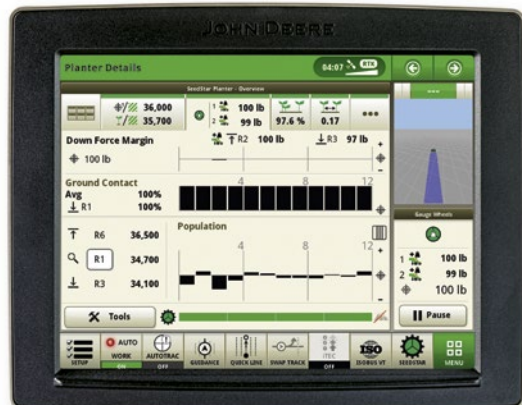 JOHN DEERE
Planter Details
04:07
RTK
SeedStar Planter - Overview
36,000
35,700
1 100 lb
2 99 lb
97.6 %
0.17
Down Force Margin
R2 100 lb
R3 97 lb
100 lb
Ground Contact
4 8 12
Avg 100%
R1 100%
Population
4 8 12
R6 36,500
R1 34,700
R3 34,100
Tools
Gauge Wheels
1 100 lb
2 99 lb
100 lb
Pause
SETUP
AUTO
WORK
ON
AUTOTRAC
OFF
GUIDANCE
QUICK LINE
SWAP TRACK
ITEC
OFF
ISO
ISOBUS VT
SEEDSTAR
MENU